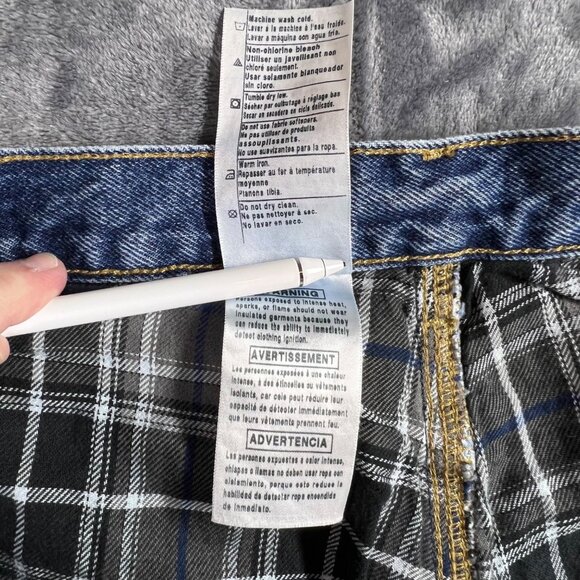 Machine wash cold.
Laver à la machine à l'eau froide.
Lavar a maquina con agua fria.
Non-chlorine bleach
Utiliser un javellisant non
chloré seulement.
Usar solamente blanqueador
sin cloro.
Tumble dry low.
Sécher par culbutage à réglage bas
Secar en secadora en ciclo delicado.
Do not use fabric softeners.
Ne pas utiliser de produits
assouplissants.
No use suavizantes para la ropa.
Warm iron.
Repasser au fer à température
moyenne
Plancha tibia.
Do not dry clean.
Ne pas nettoyer à sec.
No lavar en seco.
WARNING
Persons exposed to intense heat,
sparks, or flame should not wear
insulated garments because they
can reduce the ability to immediately
detect clothing ignition.
AVERTISSEMENT
Les personnes exposées à une chaleur
intense, à des étincelles ou vêtements
isolants, car cela peut réduire leur
capacité de détecter immédiatement
que leurs vêtements prennent feu.
ADVERTENCIA
Las personas expuestas a calor intenso,
chispas o llamas no deben usar ropa con
aislamiento, porque esto reduce su
habilidad de detectar ropa encendida
de inmediato.